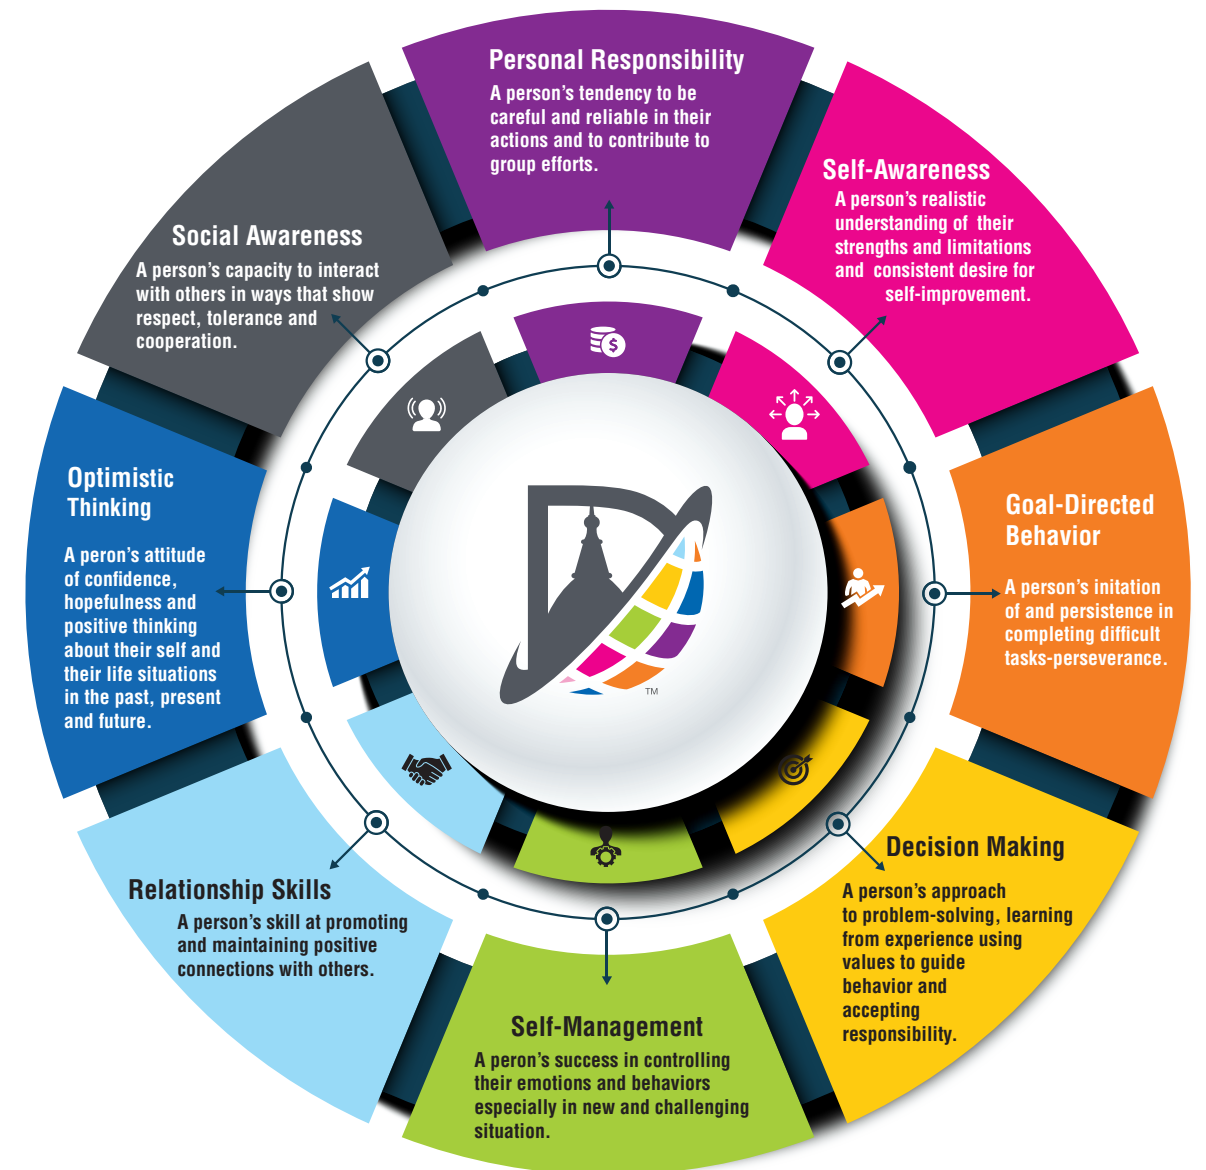 Personal Responsibility
A person's tendency to be
careful and reliable in their
actions and to contribute to
group efforts.
Self-Awareness
A person's realistic
understanding of their
strengths and limitations
and consistent desire for
self-improvement.
Goal-Directed
Behavior
A person's initation
of and persistence in
completing difficult
tasks-perseverance.
Decision Making
A person's approach
to problem-solving, learning
from experience using
values to guide
behavior and
accepting
responsibility.
Self-Management
A peron's success in controlling
their emotions and behaviors
especially in new and challenging
situation.
Relationship Skills
A person's skill at promoting
and maintaining positive
connections with others.
Optimistic
Thinking
A peron's attitude
of confidence,
hopefulness and
positive thinking
about their self and
their life situations
in the past, present
and future.
Social Awareness
A person's capacity to interact
with others in ways that show
respect, tolerance and
cooperation.
$
D
TM